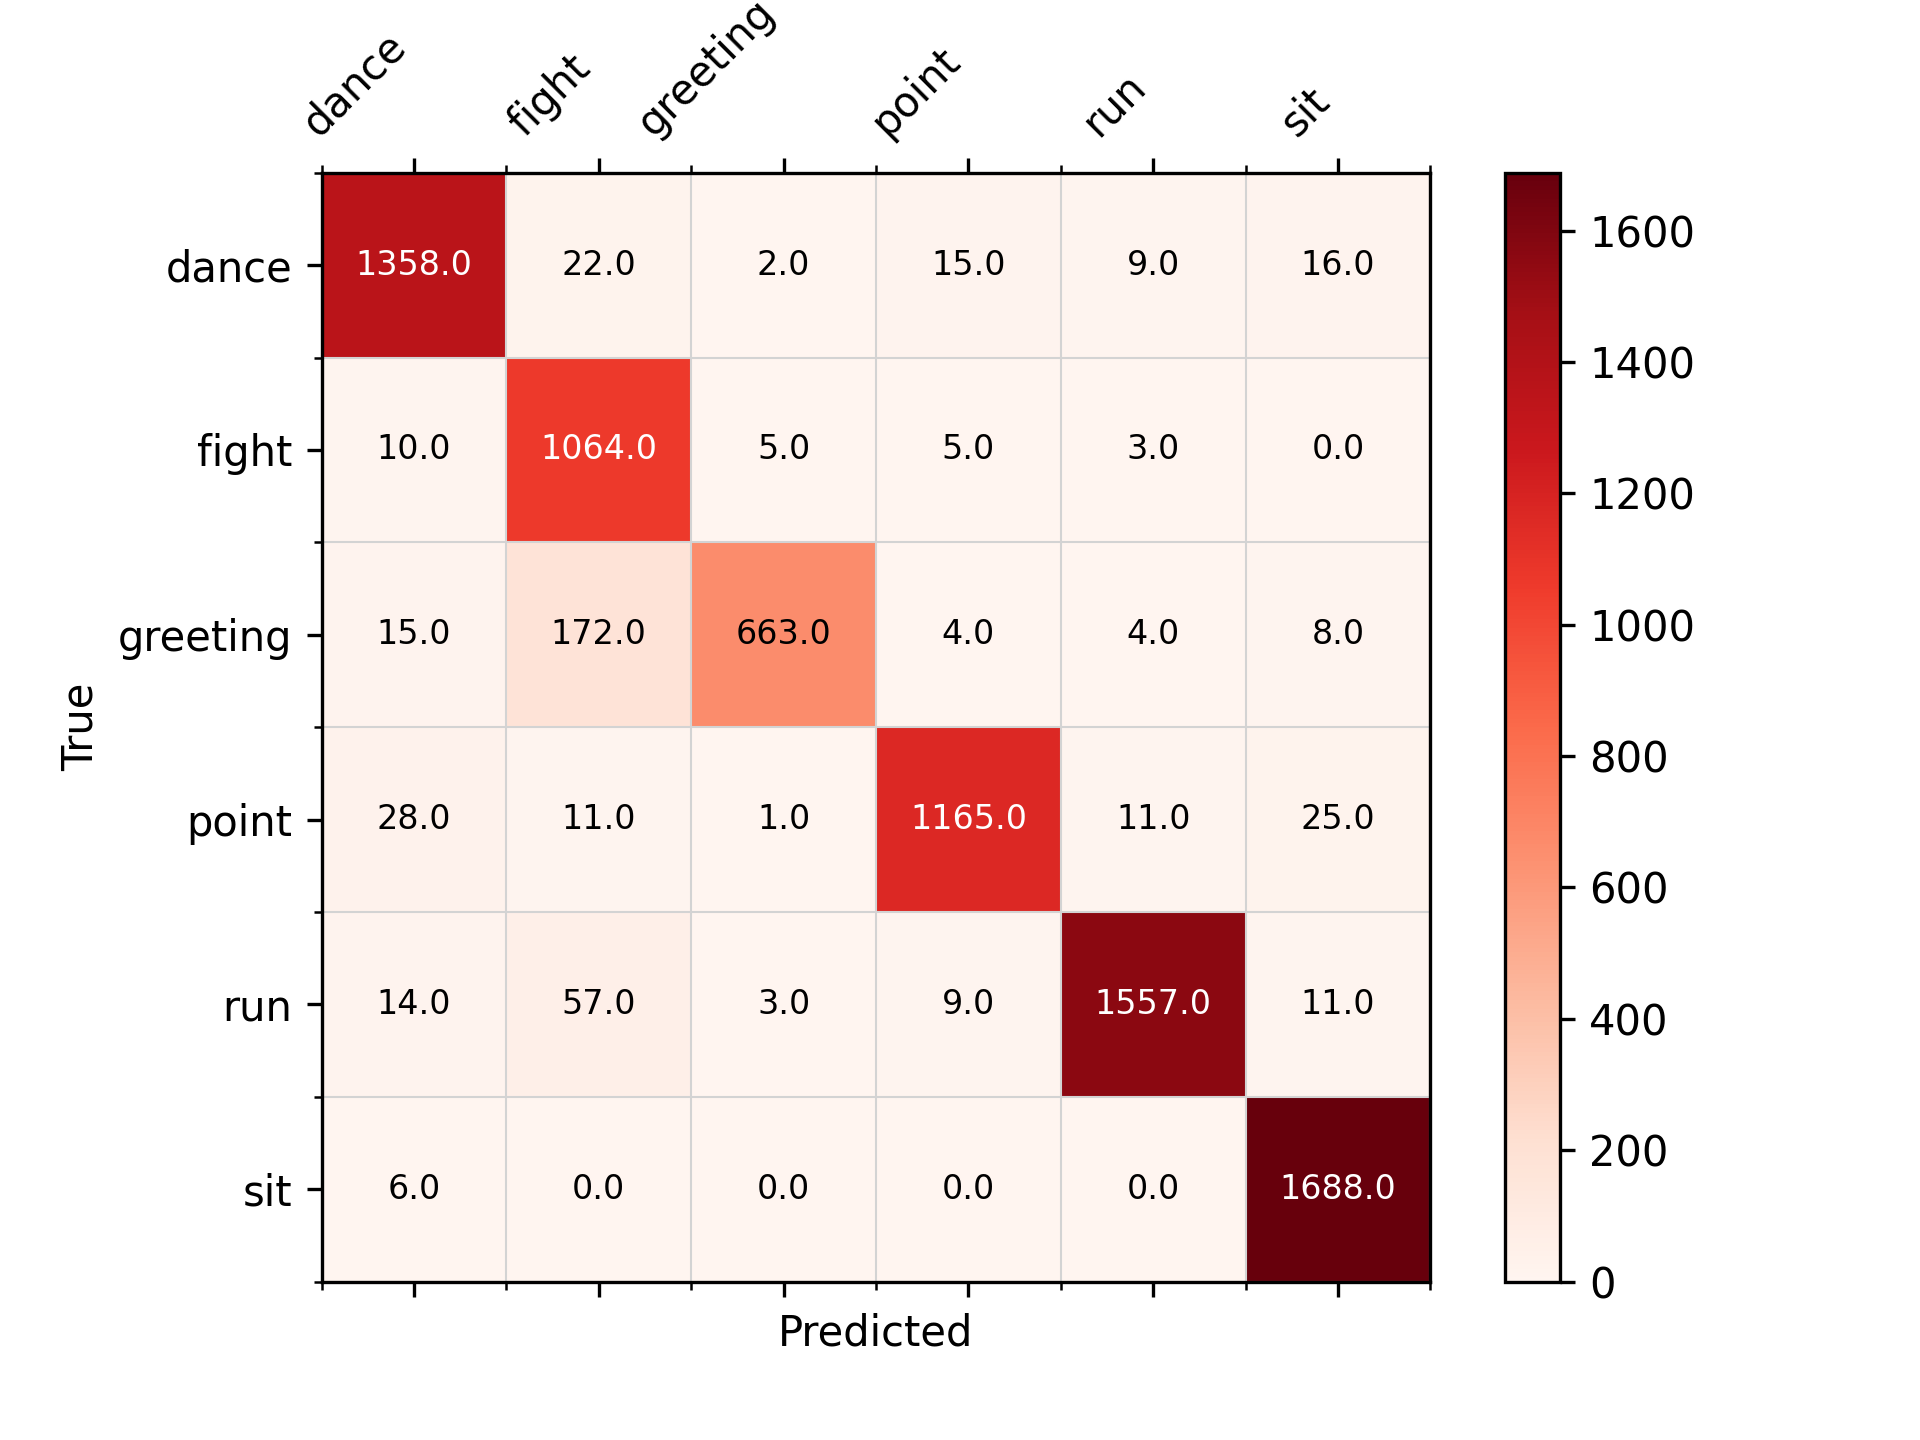 dance fight greeting point run sit
dance 1358.0 22.0 2.0 15.0 9.0 16.0 1600
1400
fight 10.0 1064.0 5.0 5.0 3.0 0.0 1200
greeting 15.0 172.0 663.0 4.0 4.0 8.0 1000
True
800
point 28.0 11.0 1.0 1165.0 11.0 25.0
600
run 14.0 57.0 3.0 9.0 1557.0 11.0 400
200
sit 6.0 0.0 0.0 0.0 0.0 1688.0
0
Predicted